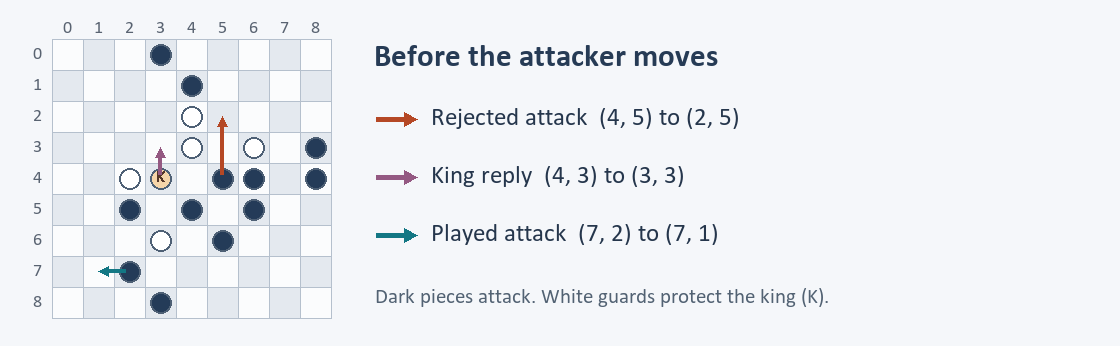 0 1 2 3 4 5 6 7 8
0
1
2
3
4 K
5
6
7
8
Before the attacker moves
Rejected attack (4, 5) to (2, 5)
King reply (4, 3) to (3, 3)
Played attack (7, 2) to (7, 1)
Dark pieces attack. White guards protect the king (K).